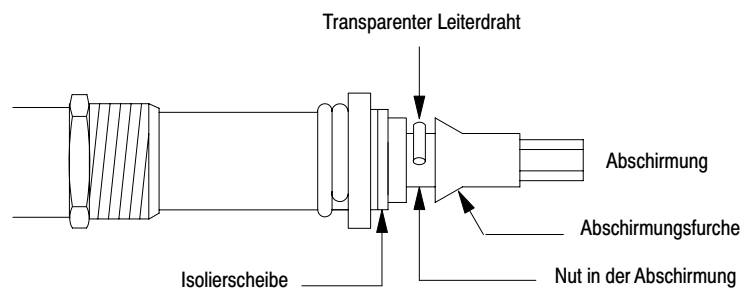 Transparenter Leiterdraht
Abschirmung
Abschirmungsfurche
Isolierscheibe
Nut in der Abschirmung